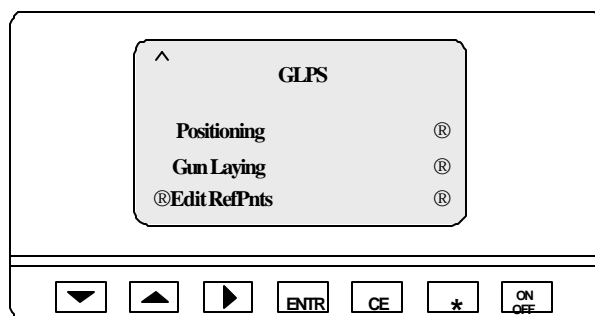 ^
GLPS
Positioning ®
Gun Laying ®
®Edit RefPnts ®
ENTR CE * ON OFF